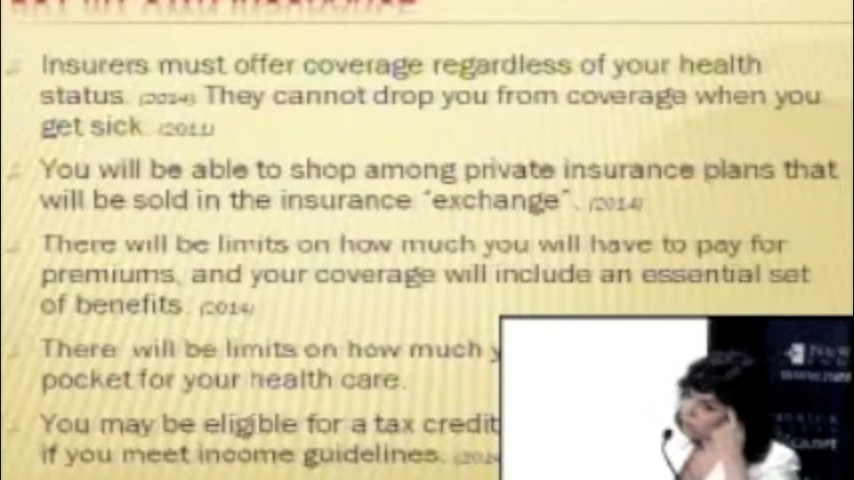 Insurers must offer coverage regardless of your health
status. (2014) They cannot drop you from coverage when you
get sick. (2011)
You will be able to shop among private insurance plans that
will be sold in the insurance "exchange". (2014)
There will be limits on how much you will have to pay for
premiums, and your coverage will include an essential set
of benefits. (2014)
There will be limits on how much
pocket for your health care.
You may be eligible for a tax credit
if you meet income guidelines.